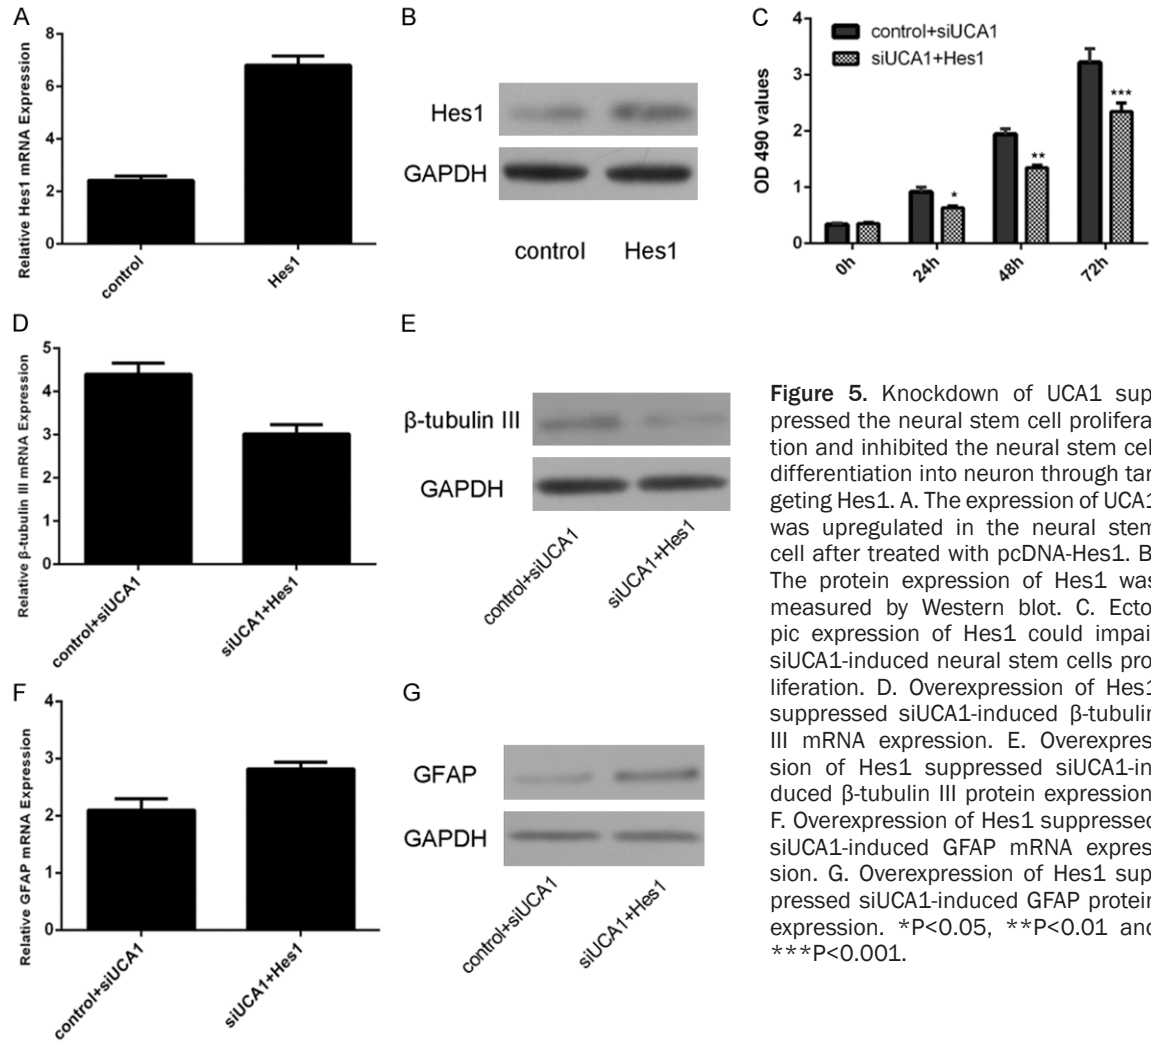 A
Relative Hes1 mRNA Expression
8
6
4
2
0
control
Hes1
B
Hes1
GAPDH
control Hes1
C
OD 490 values
4
3
2
1
0
control+siUCA1
siUCA1+Hes1
*
**
***
0h
24h
48h
72h
D
Relative β-tubulin III mRNA Expression
5
4
3
2
1
0
control+siUCA1
siUCA1+Hes1
E
β-tubulin III
GAPDH
control+siUCA1
siUCA1+Hes1
F
Relative GFAP mRNA Expression
4
3
2
1
0
control+siUCA1
siUCA1+Hes1
G
GFAP
GAPDH
control+siUCA1
siUCA1+Hes1
Figure 5. Knockdown of UCA1 sup
pressed the neural stem cell prolifera
tion and inhibited the neural stem cel
differentiation into neuron through tar
geting Hes1. A. The expression of UCA1
was upregulated in the neural stem
cell after treated with pcDNA-Hes1. B
The protein expression of Hes1 was
measured by Western blot. C. Ecto
pic expression of Hes1 could impai
siUCA1-induced neural stem cells pro
liferation. D. Overexpression of Hes1
suppressed siUCA1-induced β-tubulin
III mRNA expression. E. Overexpres
sion of Hes1 suppressed siUCA1-in
duced β-tubulin III protein expression
F. Overexpression of Hes1 suppressed
siUCA1-induced GFAP mRNA expres
sion. G. Overexpression of Hes1 sup
pressed siUCA1-induced GFAP protein
expression. *P<0.05, **P<0.01 and
***P<0.001.